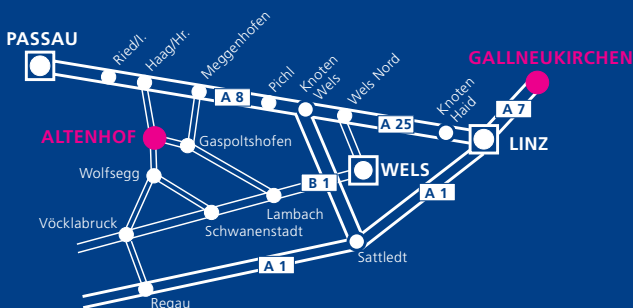 PASSAU
Ried/I.
Haag/Hr.
Meggenhofen
Pichl
Knoten
Wels
Wels Nord
Knoten
Haid
GALLNEUKIRCHEN
A 8
A 25
A 7
ALTENHOF
Gaspoltshofen
LINZ
Wolfsegg
B 1
WELS
A 1
Lambach
Vöcklabruck
Schwanenstadt
Sattledt
A 1
Regau